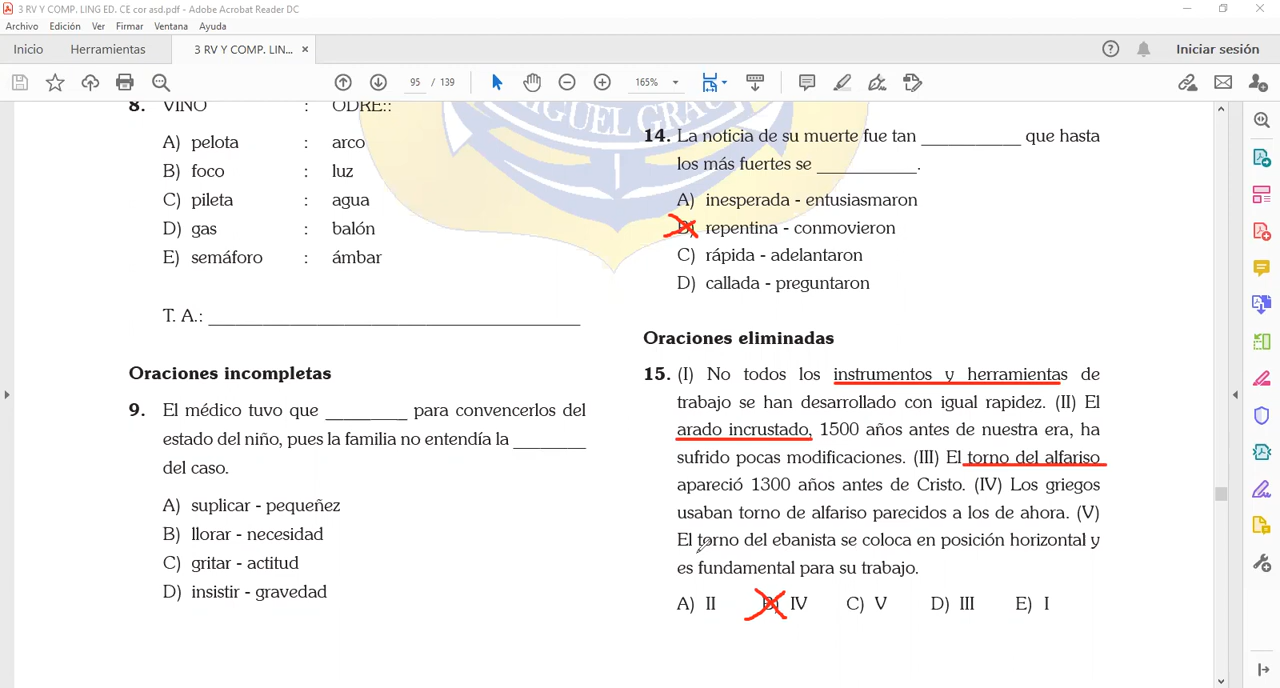 3 RV Y COMP. LING ED. CE cor asd.pdf - Adobe Acrobat Reader DC
Archivo Edición Ver Firmar Ventana Ayuda
Inicio Herramientas 3 RV Y COMP. LIN... × Iniciar sesión
95 / 139 165%
8. VINO : ODRE::
A) pelota : arco
B) foco : luz
C) pileta : agua
D) gas : balón
E) semáforo : ámbar
T. A.: ____________________
Oraciones incompletas
9. El médico tuvo que ________ para convencerlos del
estado del niño, pues la familia no entendía la ________
del caso.
A) suplicar - pequeñez
B) llorar - necesidad
C) gritar - actitud
D) insistir - gravedad
MIGUEL GRAU
14. La noticia de su muerte fue tan ___________ que hasta
los más fuertes se ___________.
A) inesperada - entusiasmaron
B) repentina - conmovieron
C) rápida - adelantaron
D) callada - preguntaron
Oraciones eliminadas
15. (I) No todos los instrumentos y herramientas de
trabajo se han desarrollado con igual rapidez. (II) El
arado incrustado, 1500 años antes de nuestra era, ha
sufrido pocas modificaciones. (III) El torno del alfariso
apareció 1300 años antes de Cristo. (IV) Los griegos
usaban torno de alfariso parecidos a los de ahora. (V)
El torno del ebanista se coloca en posición horizontal y
es fundamental para su trabajo.
A) II B) IV C) V D) III E) I